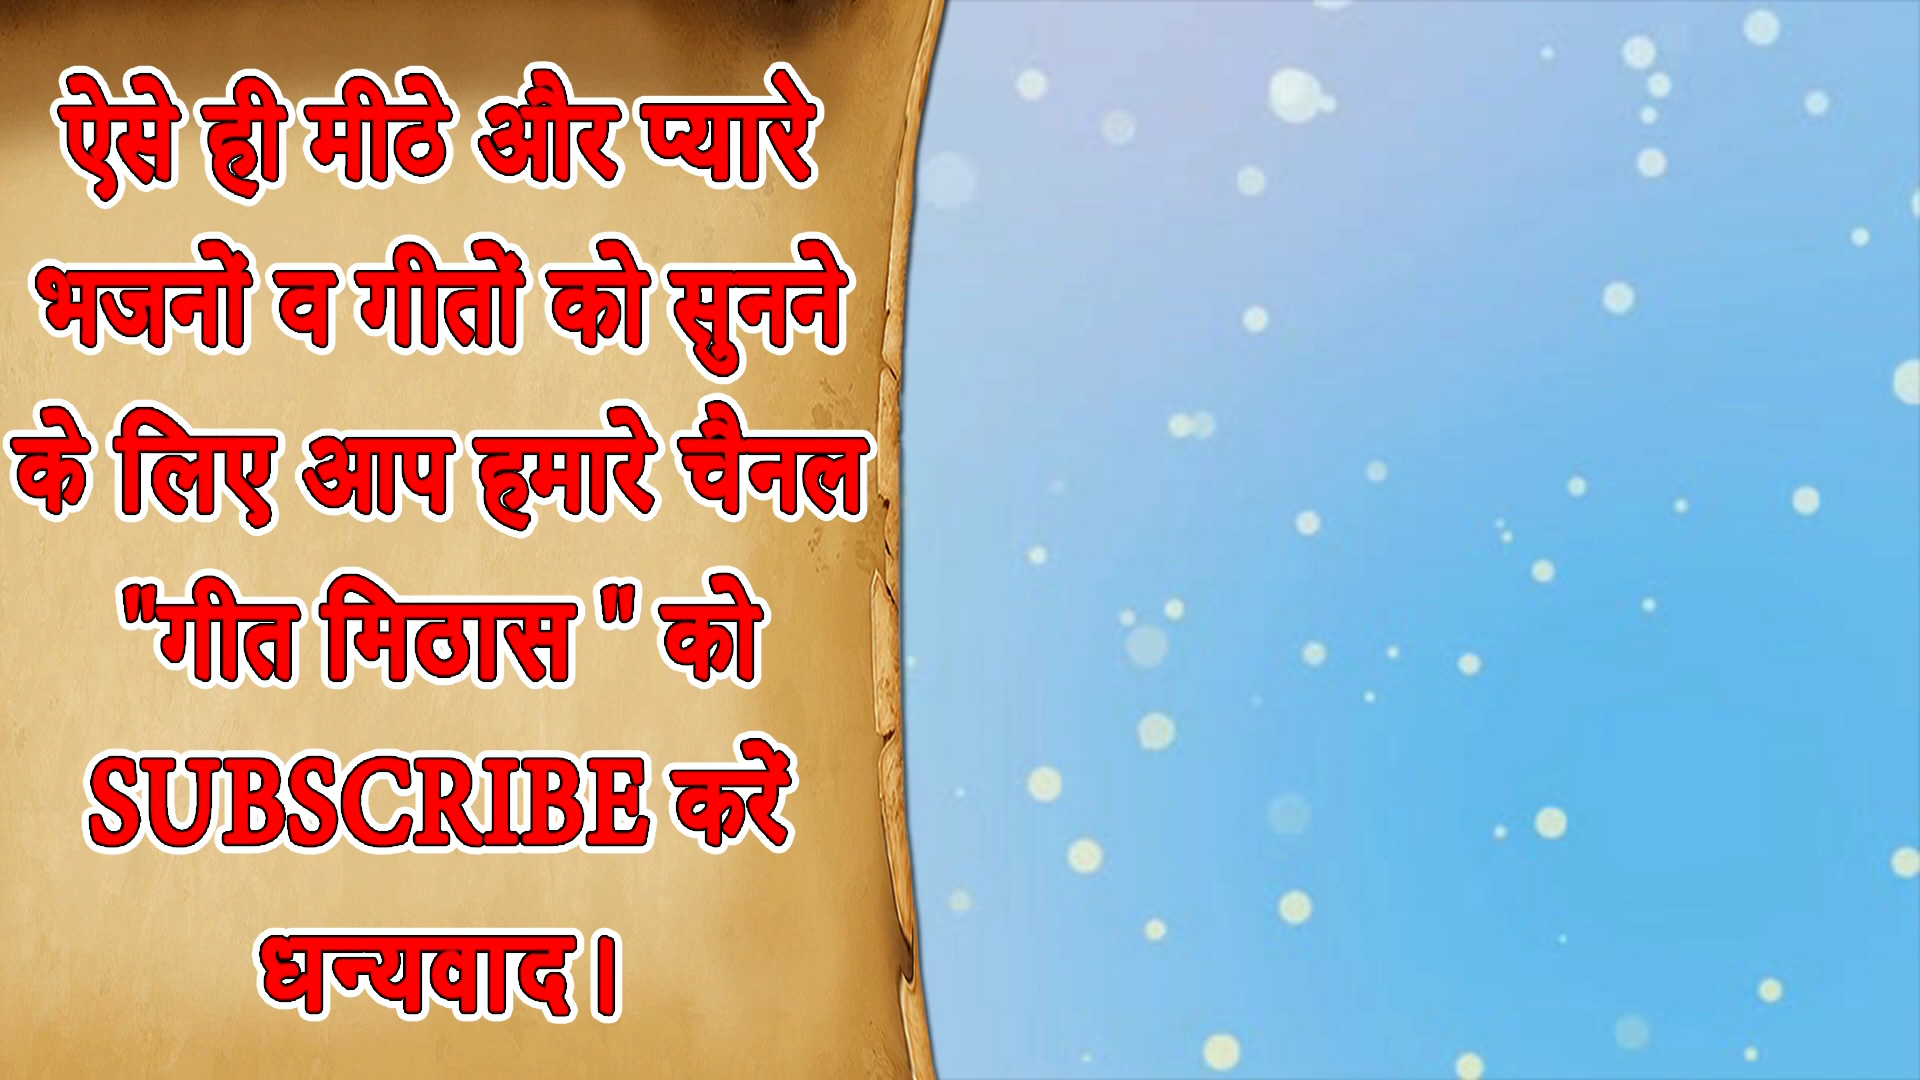 ऐसे ही मीठे और प्यारे
भजनों व गीतों को सुनने
के लिए आप हमारे चैनल
"गीत मिठास " को
SUBSCRIBE करें
धन्यवाद।